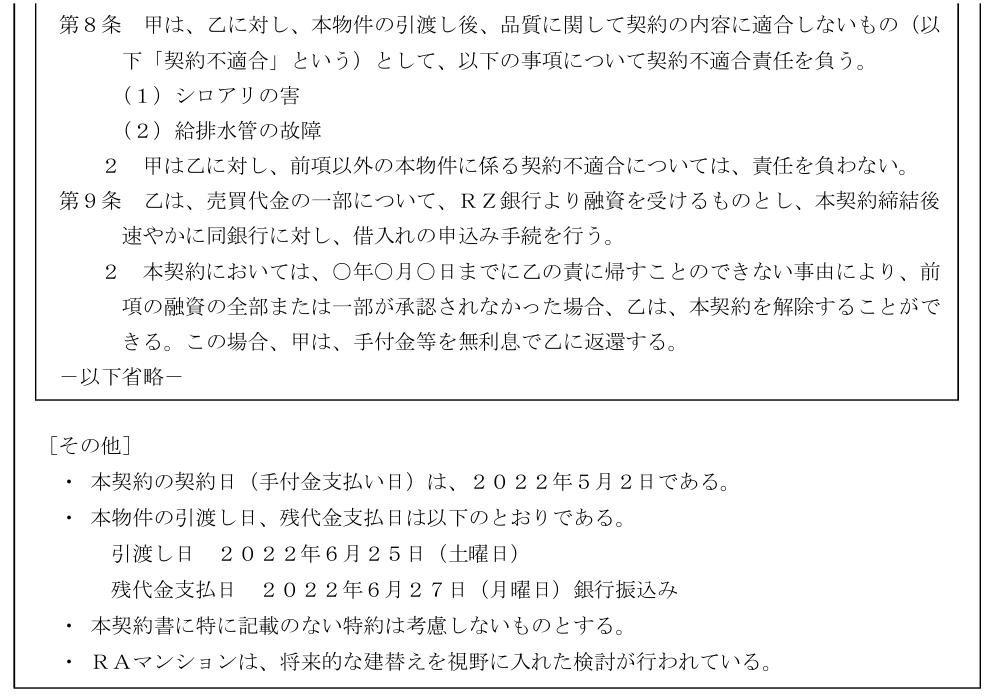 第８条　甲は、乙に対し、本物件の引渡し後、品質に関して契約の内容に適合しないもの（以
下「契約不適合」という）として、以下の事項について契約不適合責任を負う。
（１）シロアリの害
（２）給排水管の故障
２　甲は乙に対し、前項以外の本物件に係る契約不適合については、責任を負わない。
第９条　乙は、売買代金の一部について、ＲＺ銀行より融資を受けるものとし、本契約締結後
速やかに同銀行に対し、借入れの申込み手続を行う。
２　本契約においては、〇年〇月〇日までに乙の責に帰すことのできない事由により、前
項の融資の全部または一部が承認されなかった場合、乙は、本契約を解除することがで
きる。この場合、甲は、手付金等を無利息で乙に返還する。
－以下省略－
［その他］
・ 本契約の契約日（手付金支払い日）は、２０２２年５月２日である。
・ 本物件の引渡し日、残代金支払日は以下のとおりである。
引渡し日　２０２２年６月２５日（土曜日）
残代金支払日　２０２２年６月２７日（月曜日）銀行振込み
・ 本契約書に特に記載のない特約は考慮しないものとする。
・ ＲＡマンションは、将来的な建替えを視野に入れた検討が行われている。